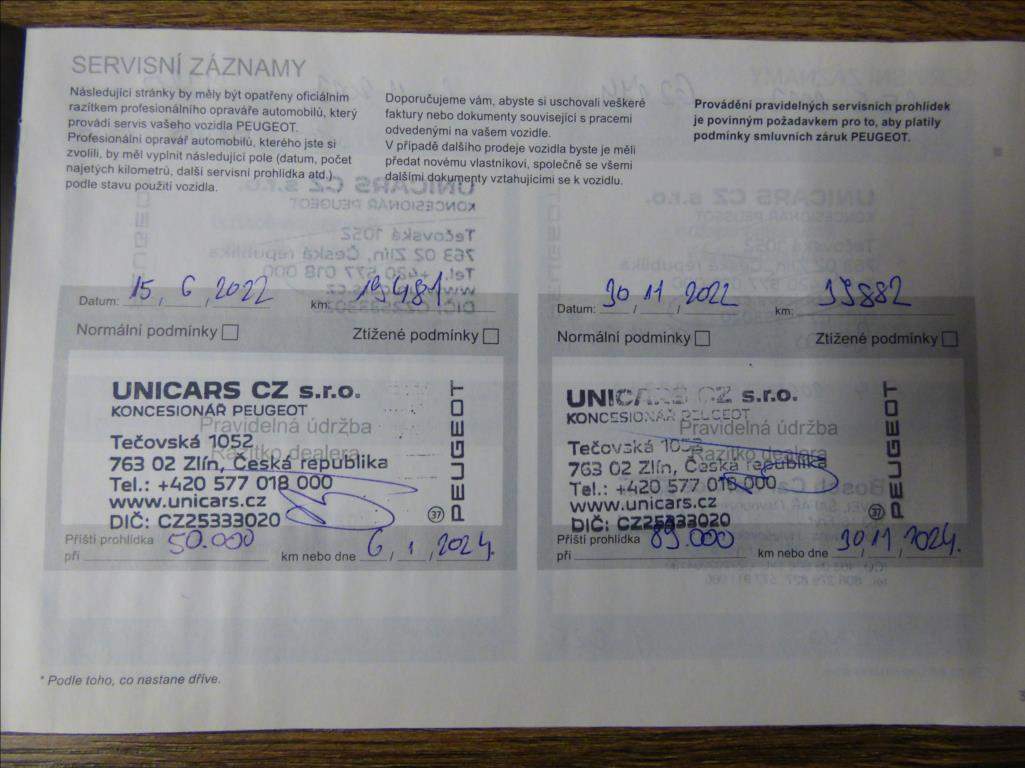 SERVISNÍ ZÁZNAMY
Následující stránky by měly být opatřeny oficiálním
razítkem profesionálního opraváře automobilů, který
provádí servis vašeho vozidla PEUGEOT.
Profesionální opravář automobilů, kterého jste si
zvolili, by měl vyplnit následující pole (datum, počet
najetých kilometrů, další servisní prohlídka atd.)
podle stavu použití vozidla.
Doporučujeme vám, abyste si uschovali veškeré
faktury nebo dokumenty související s pracemi
odvedenými na vašem vozidle.
V případě dalšího prodeje vozidla byste je měli
předat novému vlastníkovi, společně se všemi
dalšími dokumenty vztahujícími se k vozidlu.
Provádění pravidelných servisních prohlídek
je povinným požadavkem pro to, aby platily
podmínky smluvních záruk PEUGEOT.
Datum: 15, 6, 2022 km: 19481
Normální podmínky Ztížené podmínky
UNICARS CZ s.r.o.
KONCESIONÁŘ PEUGEOT
Pravidelná údržba
Tečovská 1052
Razítko dealera
763 02 Zlín, Česká republika
Tel.: +420 577 018 000
www.unicars.cz
DIČ: CZ25333020
37
PEUGEOT
Příští prohlídka
při 50.000 km nebo dne 6/1/2024.
Datum: 30/11/2022 km: 39882
Normální podmínky Ztížené podmínky
UNICARS CZ s.r.o.
KONCESIONÁŘ PEUGEOT
Pravidelná údržba
Tečovská 1052
Razítko dealera
763 02 Zlín, Česká republika
Tel.: +420 577 018 000
www.unicars.cz
DIČ: CZ25333020
37
PEUGEOT
Příští prohlídka
při 89.000 km nebo dne 30/11/2024.
* Podle toho, co nastane dříve.